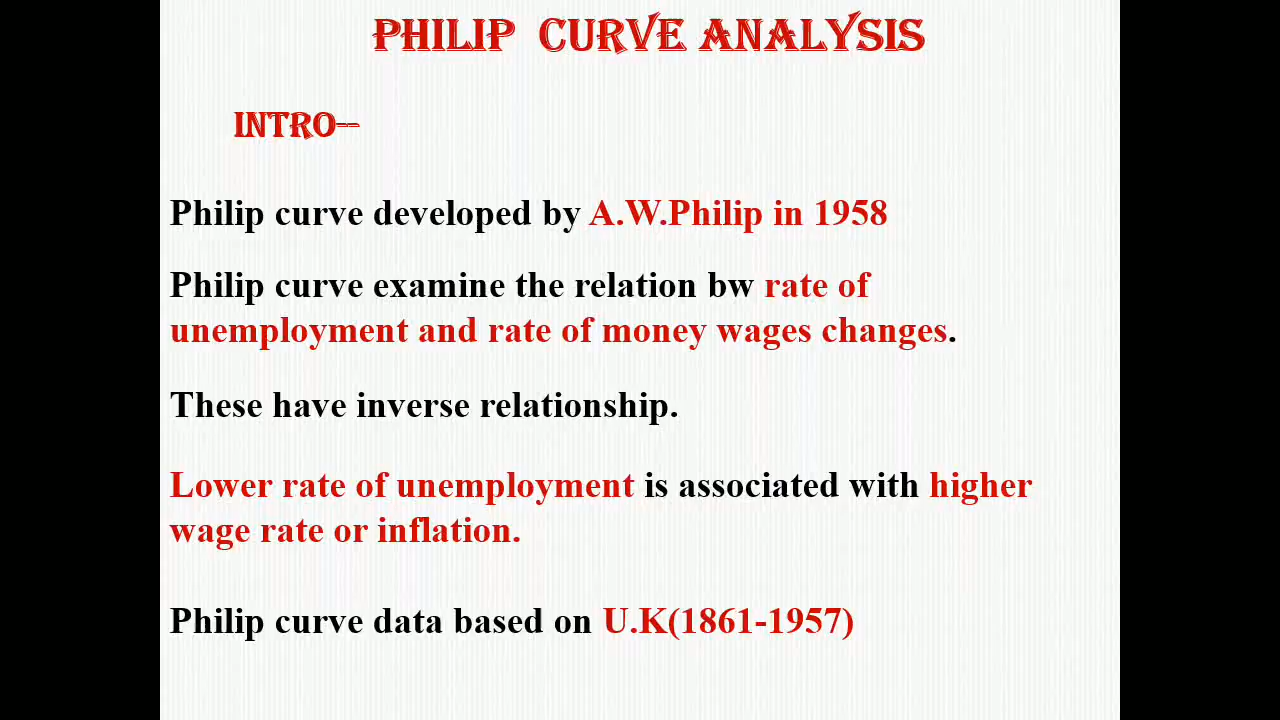 PHILIP CURVE ANALYSIS
INTRO--
Philip curve developed by A.W.Philip in 1958
Philip curve examine the relation bw rate of
unemployment and rate of money wages changes.
These have inverse relationship.
Lower rate of unemployment is associated with higher
wage rate or inflation.
Philip curve data based on U.K(1861-1957)